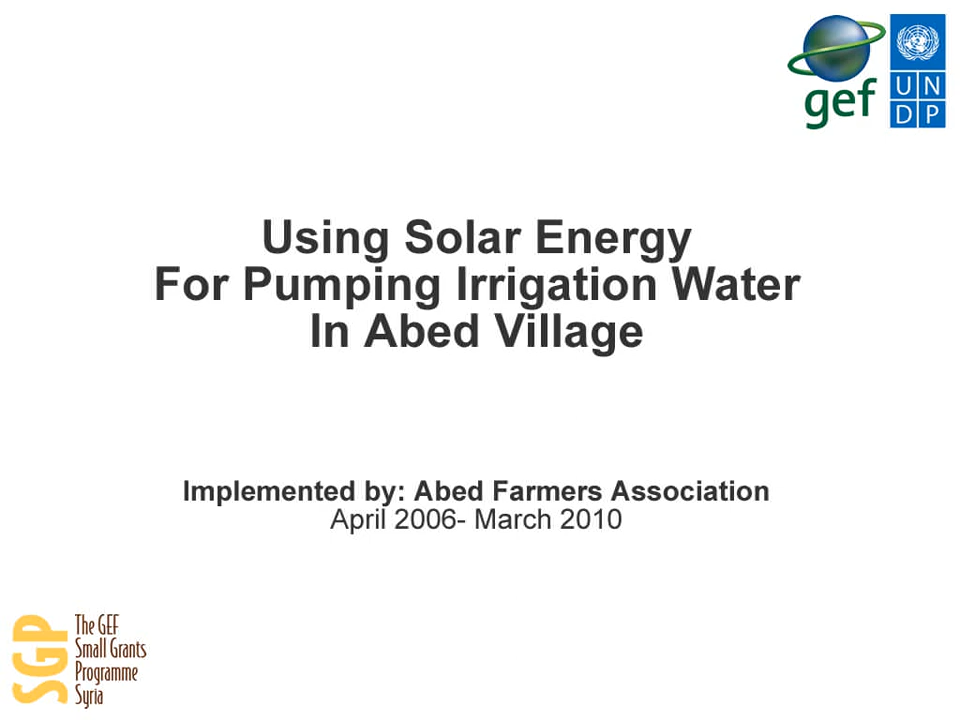 gef
U N
D P
Using Solar Energy
For Pumping Irrigation Water
In Abed Village
Implemented by: Abed Farmers Association
April 2006- March 2010
SGP
The GEF
Small Grants
Programme
Syria